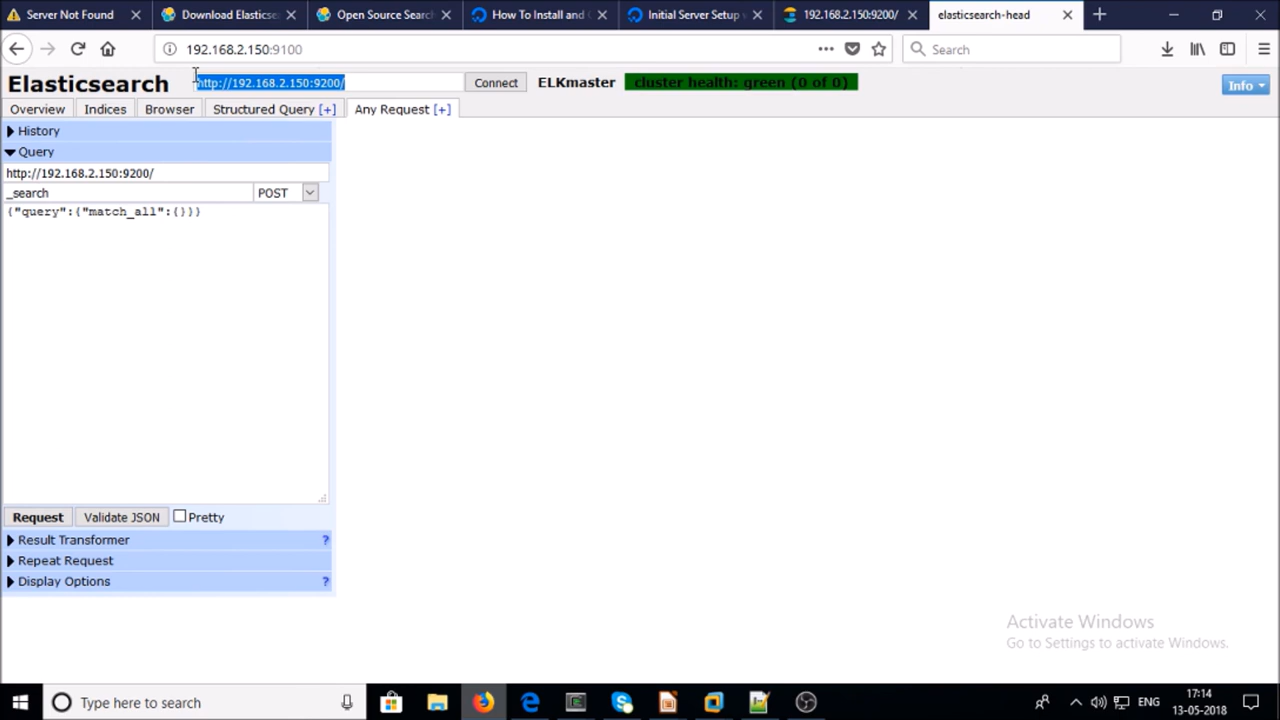 Server Not Found
Download Elasticse
Open Source Searc
How To Install and
Initial Server Setup
192.168.2.150:9200/
elasticsearch-head
192.168.2.150:9100
Search
Elasticsearch
http://192.168.2.150:9200/
Connect
ELKmaster
cluster health: green (0 of 0)
Info
Overview
Indices
Browser
Structured Query [+]
Any Request [+]
History
Query
http://192.168.2.150:9200/
_search
POST
{"query":{"match_all":{}}}
Request
Validate JSON
Pretty
Result Transformer
?
Repeat Request
Display Options
?
Activate Windows
Go to Settings to activate Windows.
Type here to search
ENG
17:14
13-05-2018